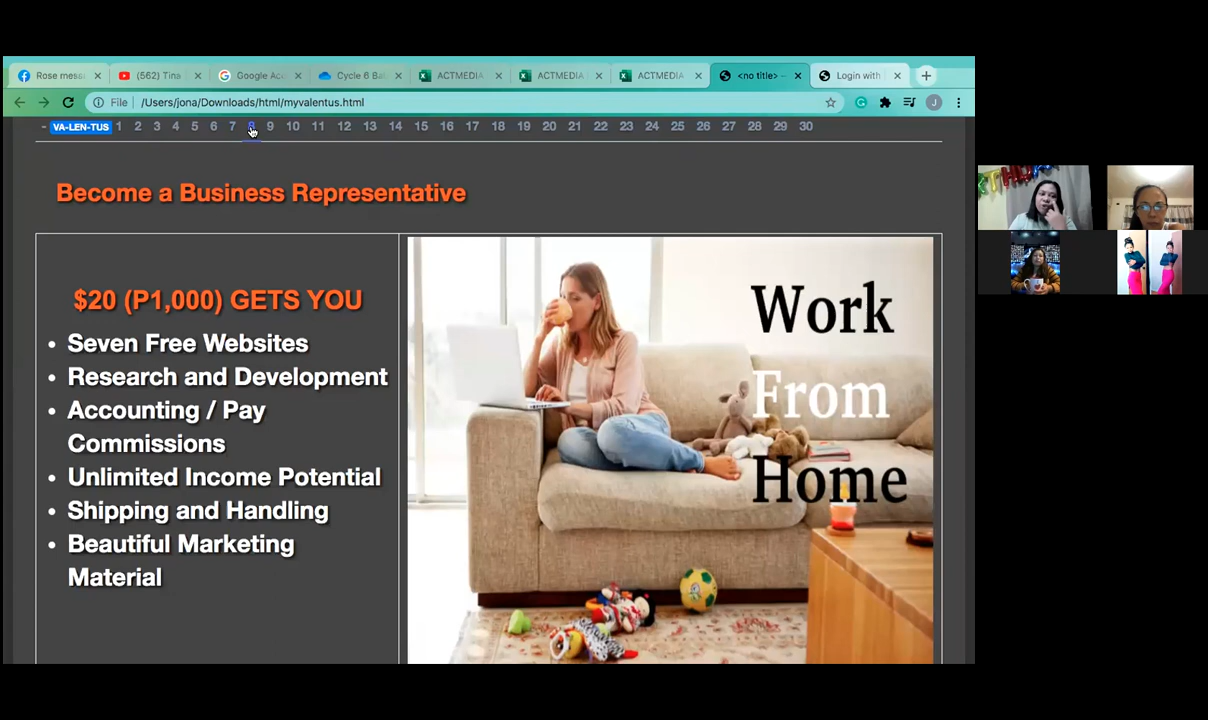 Rose mess
(562) Tina
Google Acc
Cycle 6 Bal
ACTMEDIA
ACTMEDIA
ACTMEDIA
<no title>
Login with
File /Users/jona/Downloads/html/myvalentus.html
J
- VA-LEN-TUS 1 2 3 4 5 6 7 8 9 10 11 12 13 14 15 16 17 18 19 20 21 22 23 24 25 26 27 28 29 30
Become a Business Representative
$20 (P1,000) GETS YOU
• Seven Free Websites
• Research and Development
• Accounting / Pay
Commissions
• Unlimited Income Potential
• Shipping and Handling
• Beautiful Marketing
Material
Work
From
Home